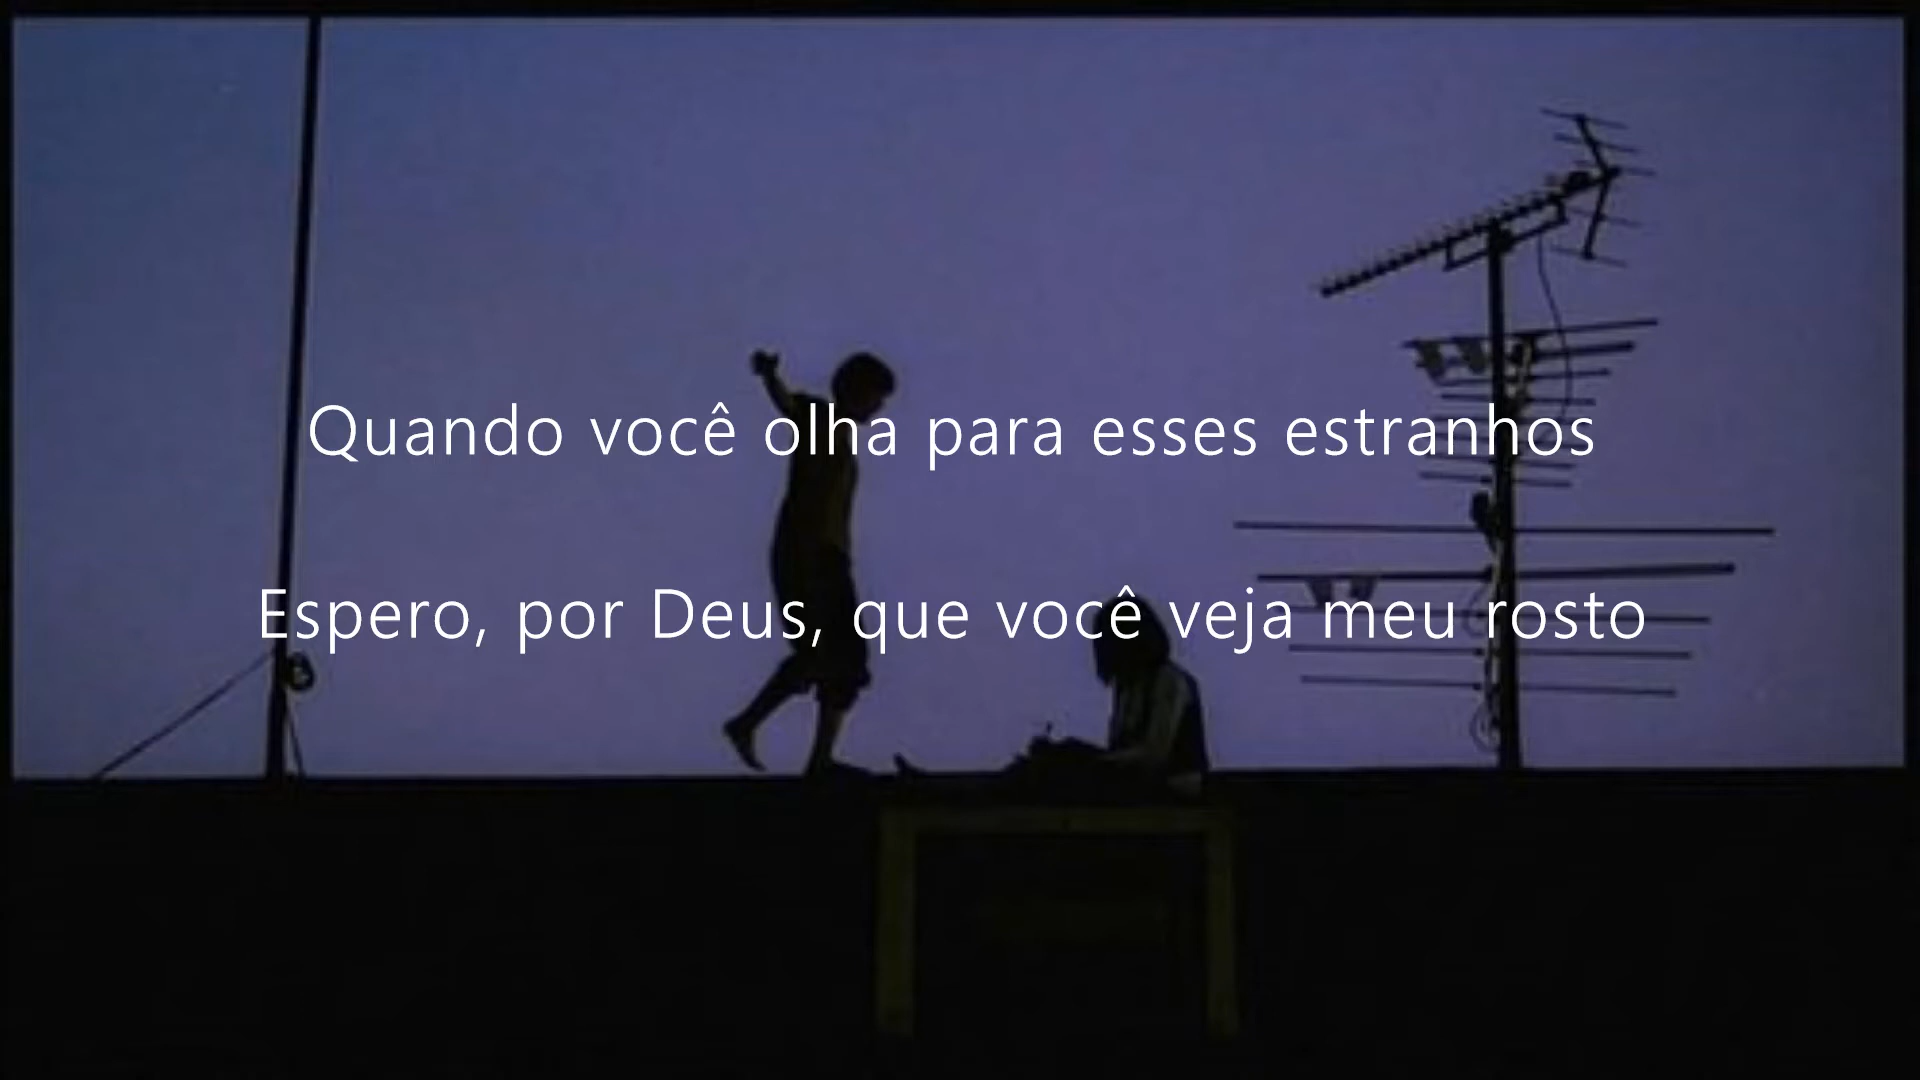 Quando você olha para esses estranhos
Espero, por Deus, que você veja meu rosto